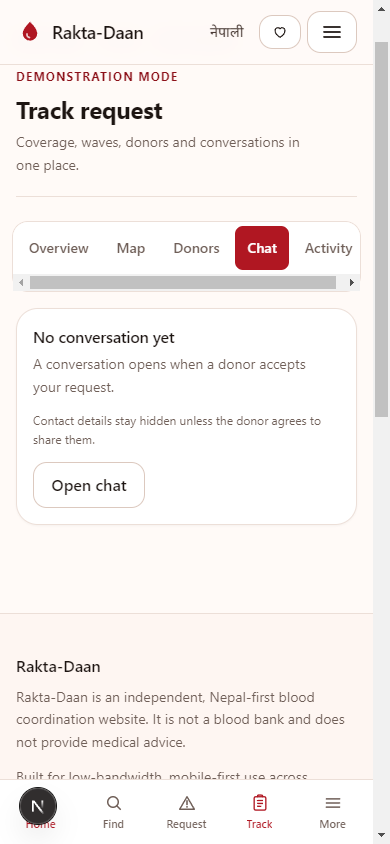 Rakta-Daan
नेपाली
DEMONSTRATION MODE
Track request
Coverage, waves, donors and conversations in
one place.
Overview Map Donors Chat Activity
No conversation yet
A conversation opens when a donor accepts
your request.
Contact details stay hidden unless the donor agrees to
share them.
Open chat
Rakta-Daan
Rakta-Daan is an independent, Nepal-first blood
coordination website. It is not a blood bank and does
not provide medical advice.
Built for low-bandwidth, mobile-first use across
N
Home Find Request Track More